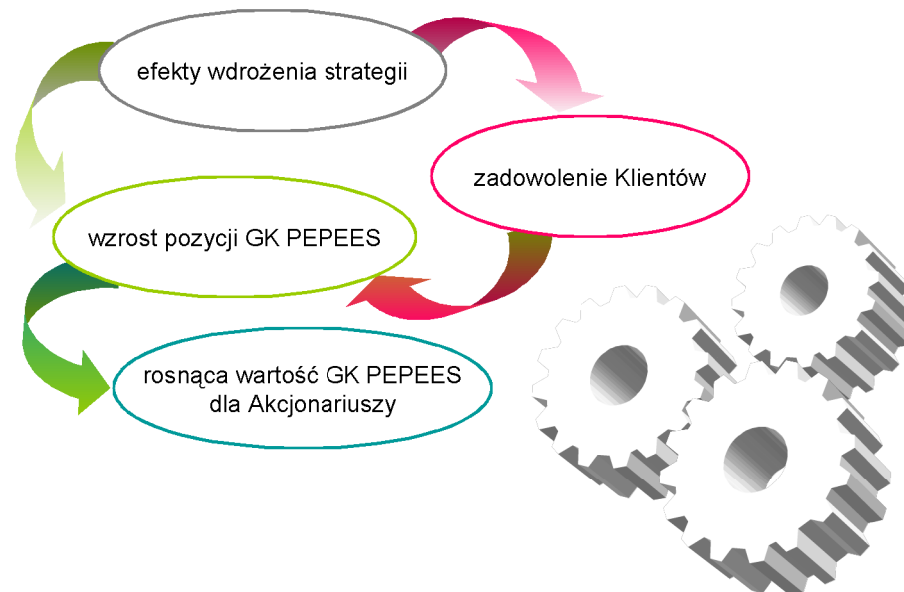 efekty wdrożenia strategii
zadowolenie Klientów
wzrost pozycji GK PEPEES
rosnąca wartość GK PEPEES
dla Akcjonariuszy